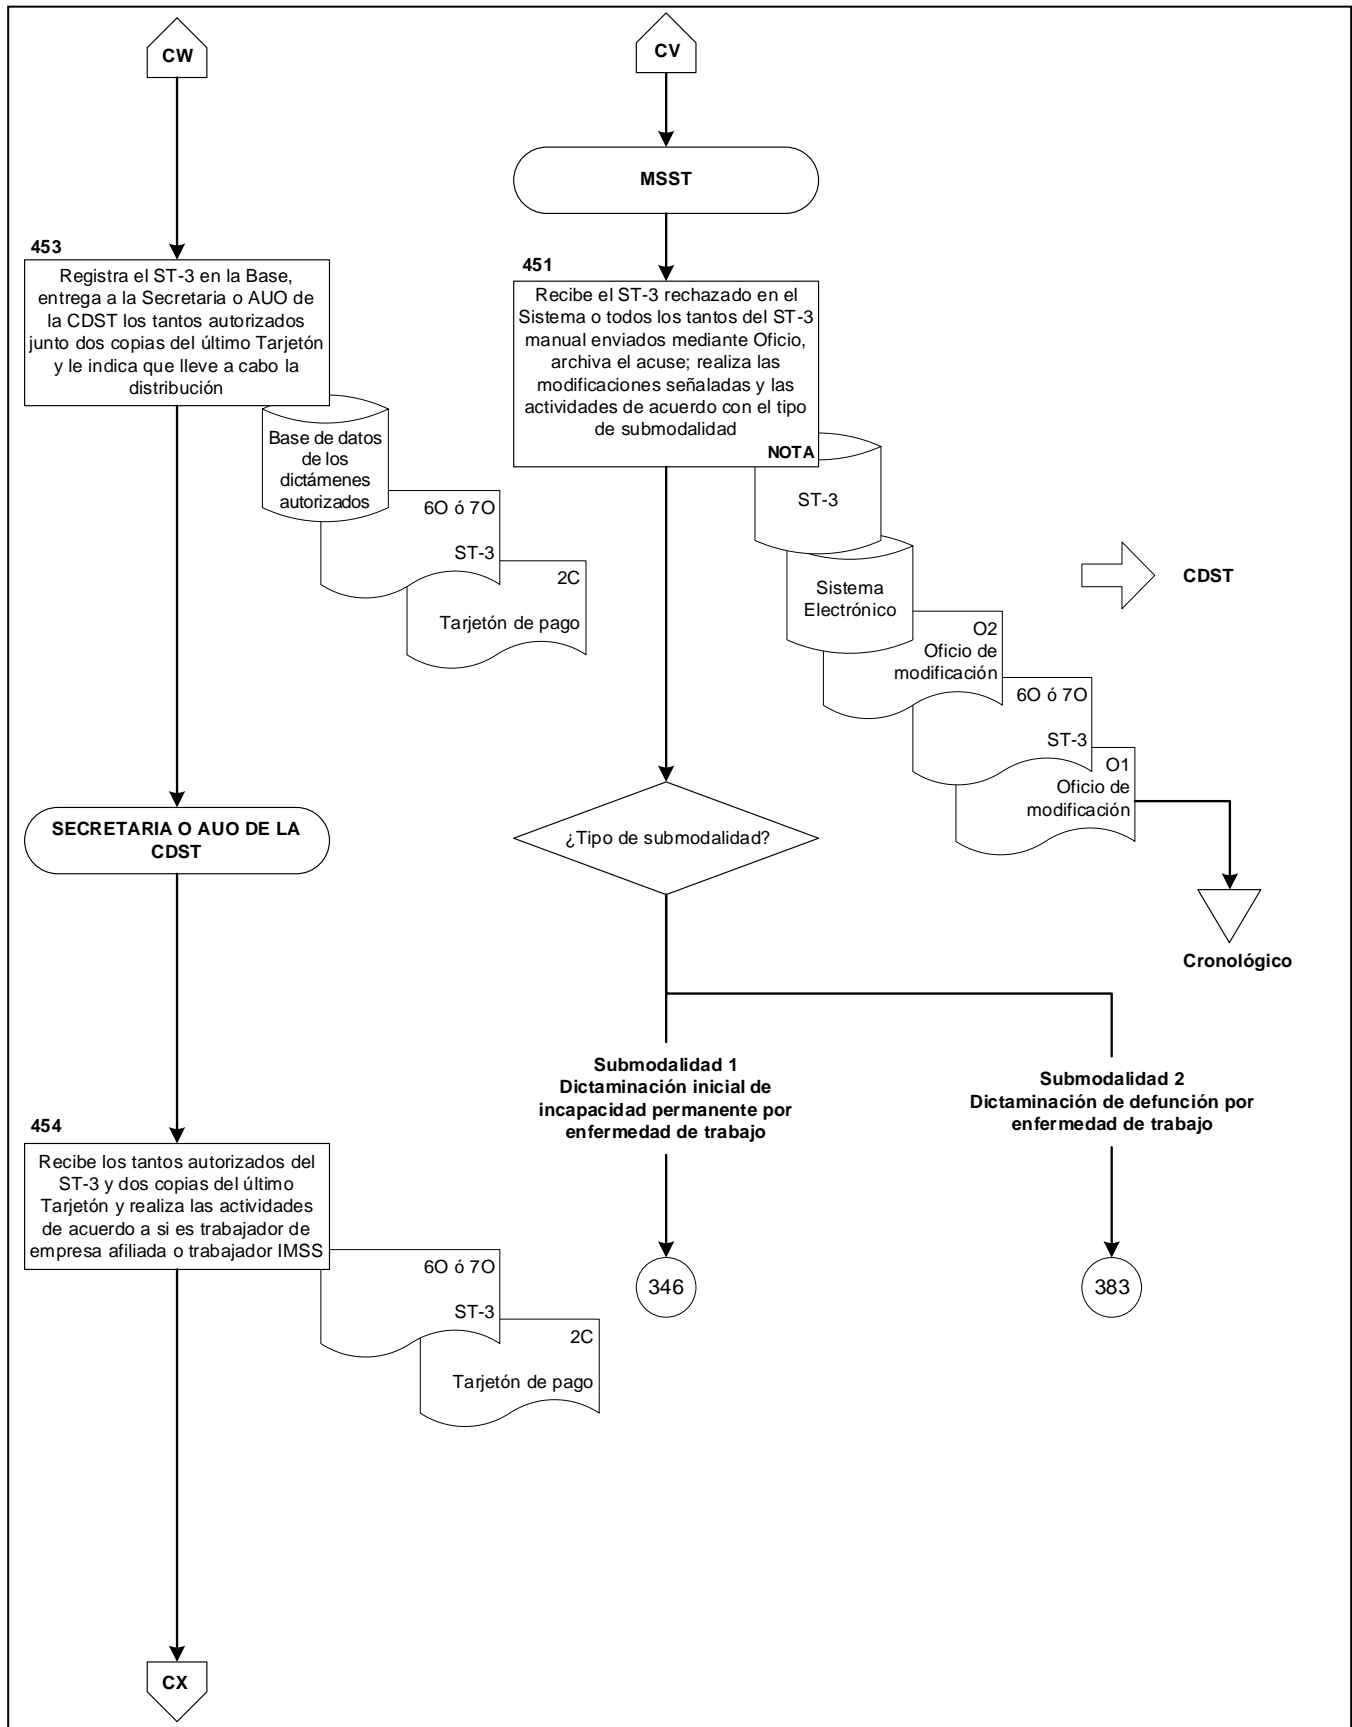 CW
453
Registra el ST-3 en la Base,
entrega a la Secretaria o AUO de
la CDST los tantos autorizados
junto dos copias del último Tarjetón
y le indica que lleve a cabo la
distribución
Base de datos
de los
dictámenes
autorizados
6O ó 7O
ST-3
2C
Tarjetón de pago
SECRETARIA O AUO DE LA
CDST
454
Recibe los tantos autorizados del
ST-3 y dos copias del último
Tarjetón y realiza las actividades
de acuerdo a si es trabajador de
empresa afiliada o trabajador IMSS
6O ó 7O
ST-3
2C
Tarjetón de pago
CX
CV
MSST
451
Recibe el ST-3 rechazado en el
Sistema o todos los tantos del ST-3
manual enviados mediante Oficio,
archiva el acuse; realiza las
modificaciones señaladas y las
actividades de acuerdo con el tipo
de submodalidad
NOTA
ST-3
Sistema
Electrónico
O2
Oficio de
modificación
6O ó 7O
ST-3
O1
Oficio de
modificación
CDST
Cronológico
¿Tipo de submodalidad?
Submodalidad 1
Dictaminación inicial de
incapacidad permanente por
enfermedad de trabajo
346
Submodalidad 2
Dictaminación de defunción por
enfermedad de trabajo
383